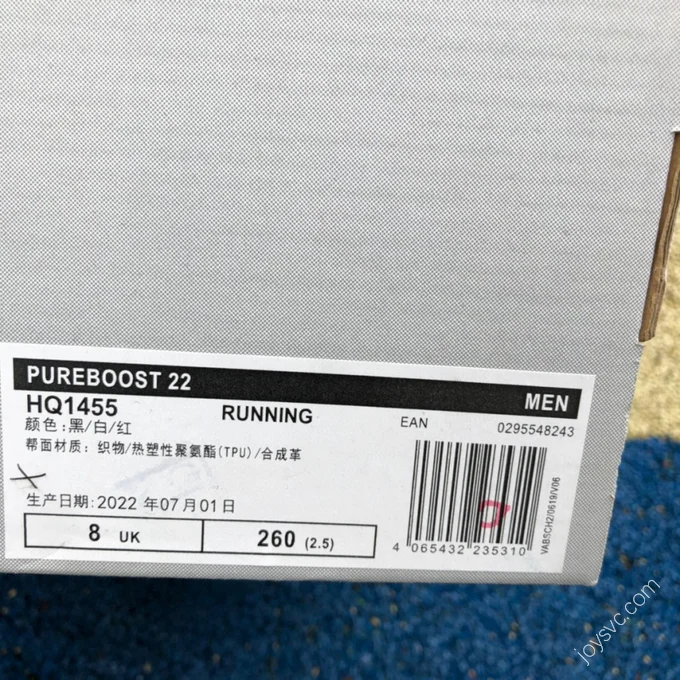 PUREBOOST 22
MEN
HQ1455
RUNNING
EAN
0295548243
颜色:黑/白/红
帮面材质: 织物/热塑性聚氨酯(TPU)/合成革
生产日期:2022 年07月01日
8 UK
260 (2.5)
4 065432 235310
VABSCH2/0619/V06
joysvc.com